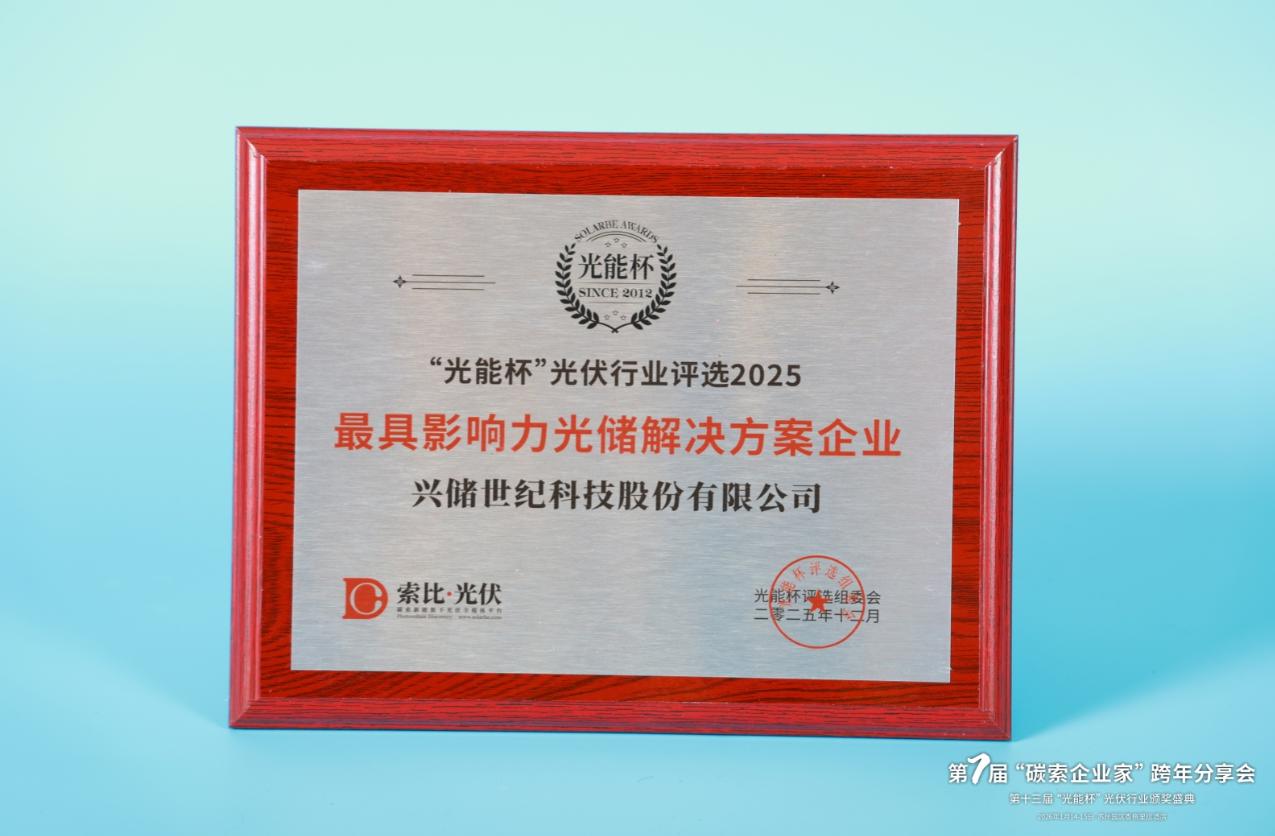 SOLARBE AWARDS
光能杯
SINCE 2012
“光能杯”光伏行业评选2025
最具影响力光储解决方案企业
兴储世纪科技股份有限公司
索比·光伏
光能杯评选组委会
二零二五年十二月
第7届“碳索企业家”跨年分享会
第十三届“光能杯”光伏行业颁奖盛典